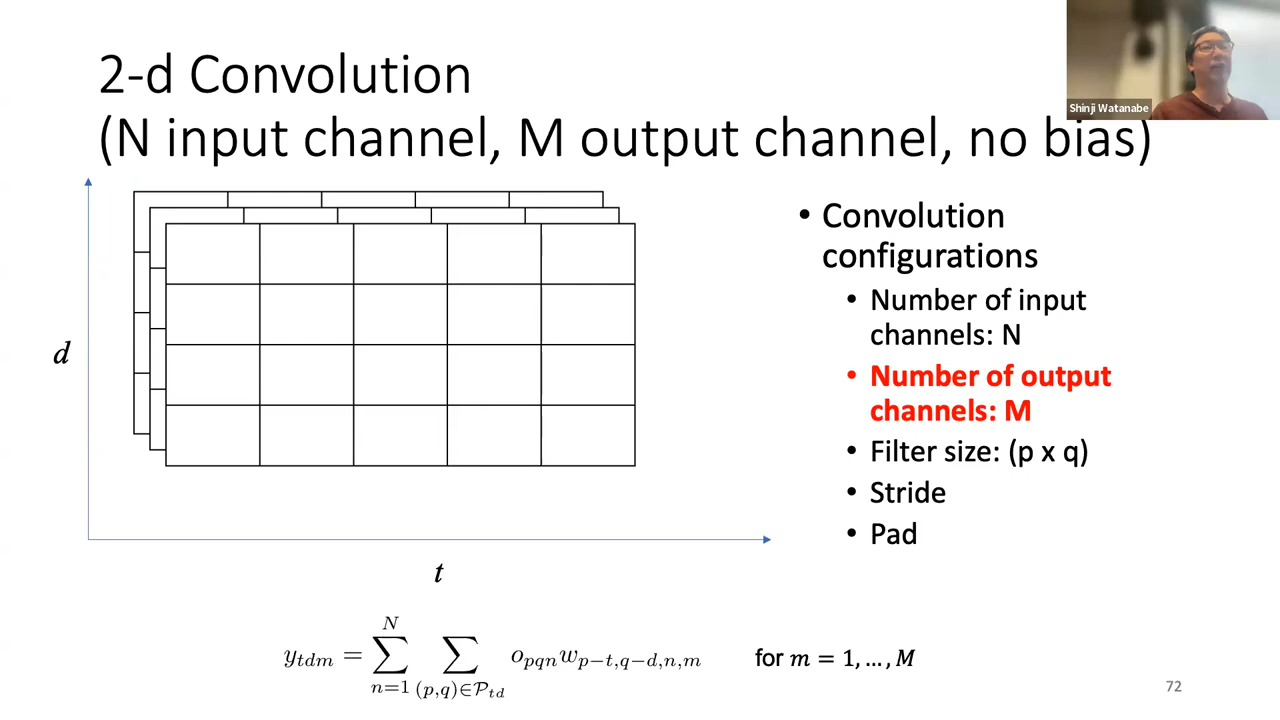 2-d Convolution
(N input channel, M output channel, no bias)
Shinji Watanabe
d
t
• Convolution
configurations
• Number of input
channels: N
• Number of output
channels: M
• Filter size: (p x q)
• Stride
• Pad
y_{tdm} = \sum_{n=1}^{N} \sum_{(p,q)\in\mathcal{P}_{td}} o_{pqn} w_{p-t,q-d,n,m} for m = 1, …, M
72